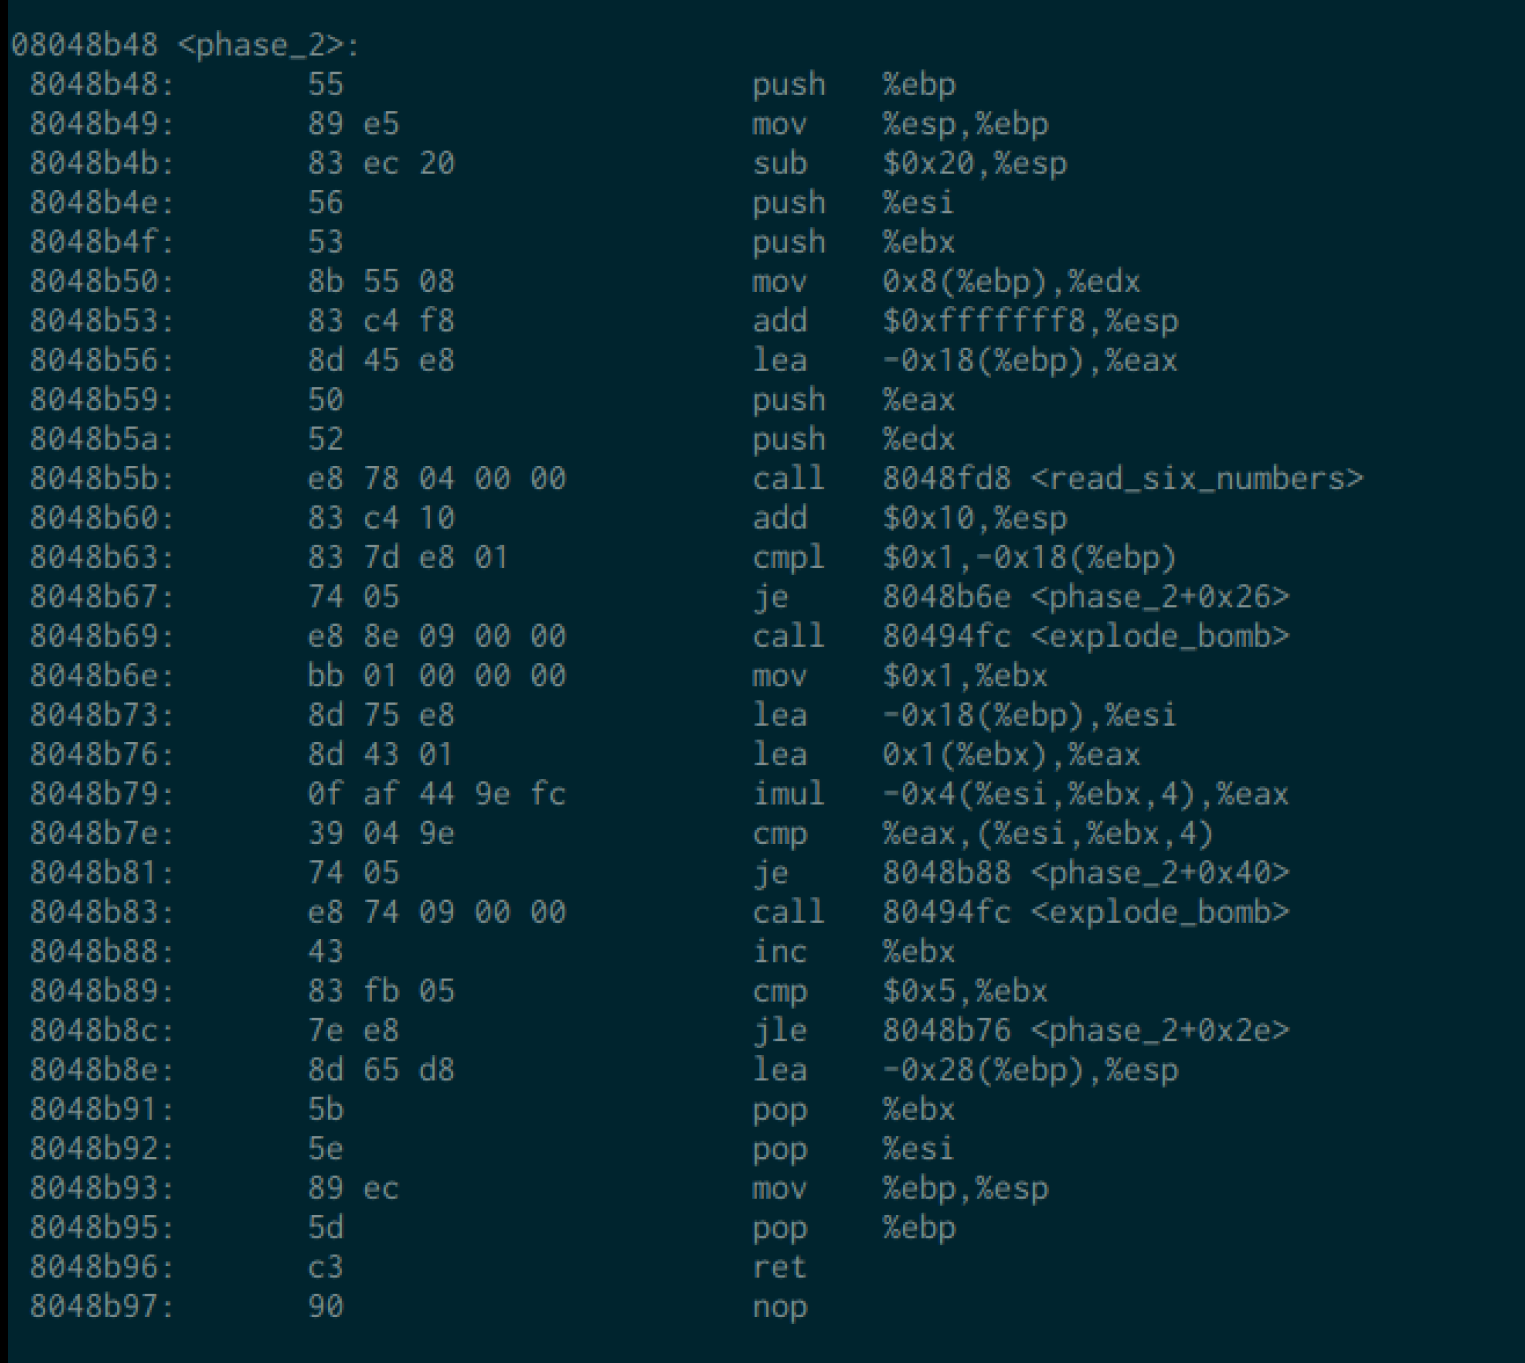 08048b48 <phase_2>:
8048b48: 55 push %ebp
8048b49: 89 e5 mov %esp,%ebp
8048b4b: 83 ec 20 sub $0x20,%esp
8048b4e: 56 push %esi
8048b4f: 53 push %ebx
8048b50: 8b 55 08 mov 0x8(%ebp),%edx
8048b53: 83 c4 f8 add $0xfffffff8,%esp
8048b56: 8d 45 e8 lea -0x18(%ebp),%eax
8048b59: 50 push %eax
8048b5a: 52 push %edx
8048b5b: e8 78 04 00 00 call 8048fd8 <read_six_numbers>
8048b60: 83 c4 10 add $0x10,%esp
8048b63: 83 7d e8 01 cmpl $0x1,-0x18(%ebp)
8048b67: 74 05 je 8048b6e <phase_2+0x26>
8048b69: e8 8e 09 00 00 call 80494fc <explode_bomb>
8048b6e: bb 01 00 00 00 mov $0x1,%ebx
8048b73: 8d 75 e8 lea -0x18(%ebp),%esi
8048b76: 8d 43 01 lea 0x1(%ebx),%eax
8048b79: 0f af 44 9e fc imul -0x4(%esi,%ebx,4),%eax
8048b7e: 39 04 9e cmp %eax,(%esi,%ebx,4)
8048b81: 74 05 je 8048b88 <phase_2+0x40>
8048b83: e8 74 09 00 00 call 80494fc <explode_bomb>
8048b88: 43 inc %ebx
8048b89: 83 fb 05 cmp $0x5,%ebx
8048b8c: 7e e8 jle 8048b76 <phase_2+0x2e>
8048b8e: 8d 65 d8 lea -0x28(%ebp),%esp
8048b91: 5b pop %ebx
8048b92: 5e pop %esi
8048b93: 89 ec mov %ebp,%esp
8048b95: 5d pop %ebp
8048b96: c3 ret
8048b97: 90 nop